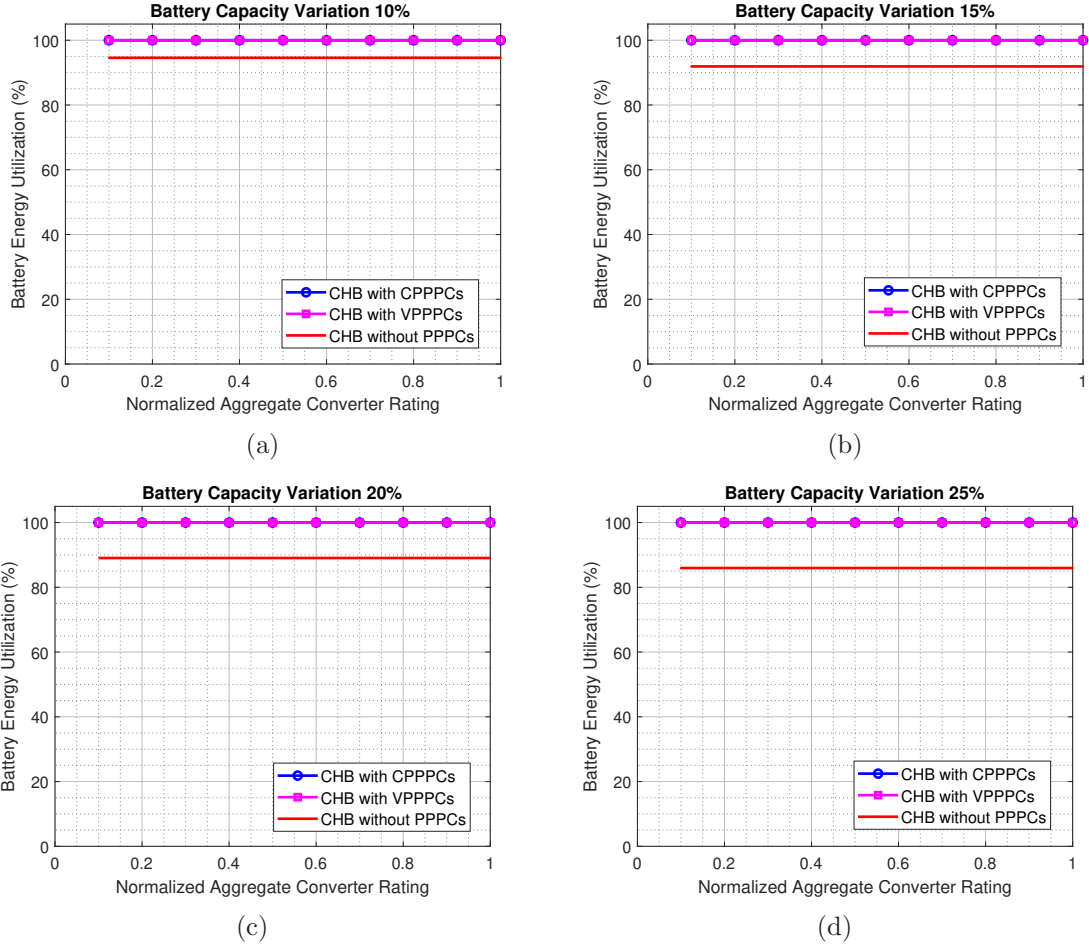 Battery Capacity Variation 10%
100
80
60
40
20
0
Battery Energy Utilization (%)
CHB with CPPPCs
CHB with VPPPCs
CHB without PPPCs
0 0.2 0.4 0.6 0.8 1
Normalized Aggregate Converter Rating
(a)
Battery Capacity Variation 15%
100
80
60
40
20
0
Battery Energy Utilization (%)
CHB with CPPPCs
CHB with VPPPCs
CHB without PPPCs
0 0.2 0.4 0.6 0.8 1
Normalized Aggregate Converter Rating
(b)
Battery Capacity Variation 20%
100
80
60
40
20
0
Battery Energy Utilization (%)
CHB with CPPPCs
CHB with VPPPCs
CHB without PPPCs
0 0.2 0.4 0.6 0.8 1
Normalized Aggregate Converter Rating
(c)
Battery Capacity Variation 25%
100
80
60
40
20
0
Battery Energy Utilization (%)
CHB with CPPPCs
CHB with VPPPCs
CHB without PPPCs
0 0.2 0.4 0.6 0.8 1
Normalized Aggregate Converter Rating
(d)